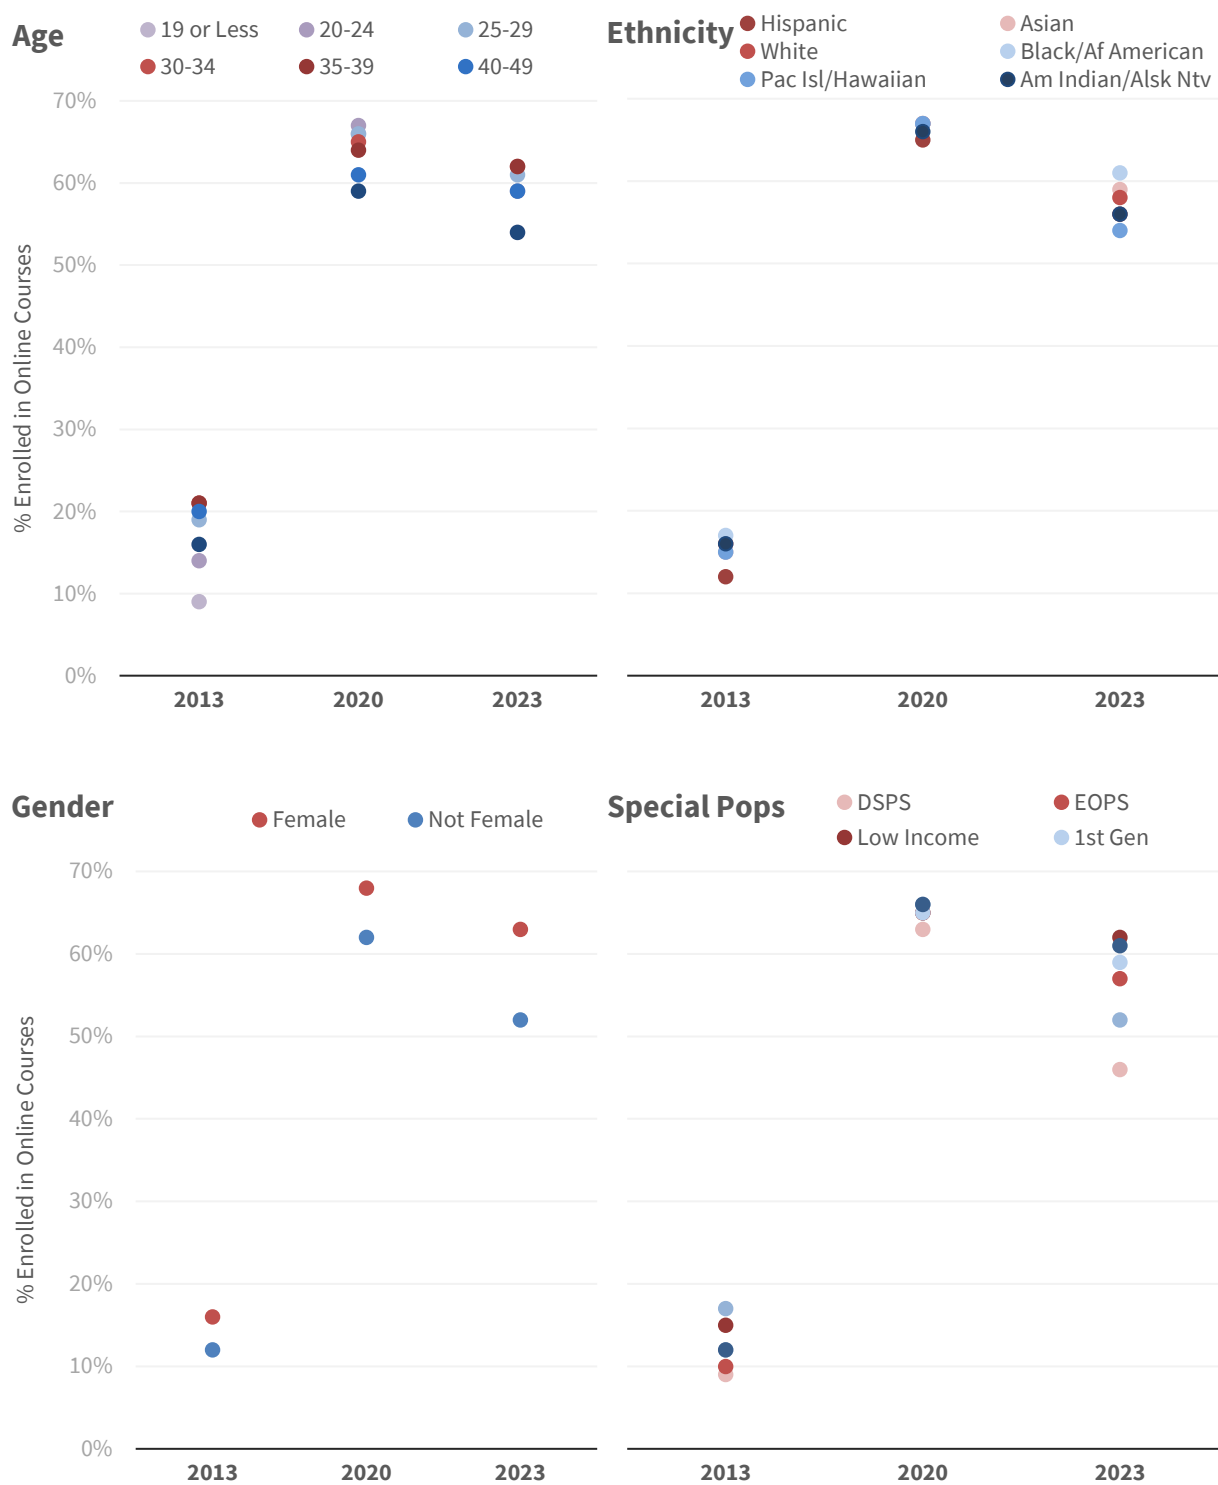 Age
19 or Less 20-24 25-29
30-34 35-39 40-49
Ethnicity
Hispanic Asian
White Black/Af American
Pac Isl/Hawaiian Am Indian/Alsk Ntv
% Enrolled in Online Courses
70%
60%
50%
40%
30%
20%
10%
0%
2013 2020 2023
2013 2020 2023
Gender
Female Not Female
Special Pops
DSPS EOPS
Low Income 1st Gen
% Enrolled in Online Courses
70%
60%
50%
40%
30%
20%
10%
0%
2013 2020 2023
2013 2020 2023